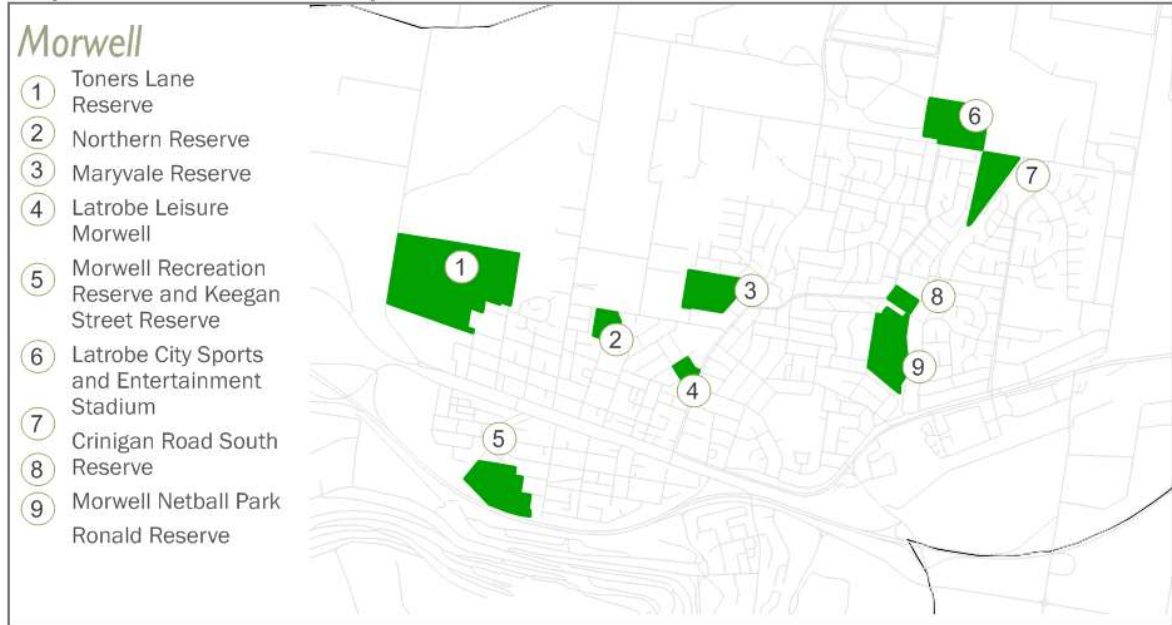 Morwell
1 Toners Lane
Reserve
2 Northern Reserve
3 Maryvale Reserve
4 Latrobe Leisure
Morwell
5 Morwell Recreation
Reserve and Keegan
Street Reserve
6 Latrobe City Sports
and Entertainment
Stadium
7 Crinigan Road South
8 Reserve
9 Morwell Netball Park
Ronald Reserve
6
7
1
3
8
2
9
4
5